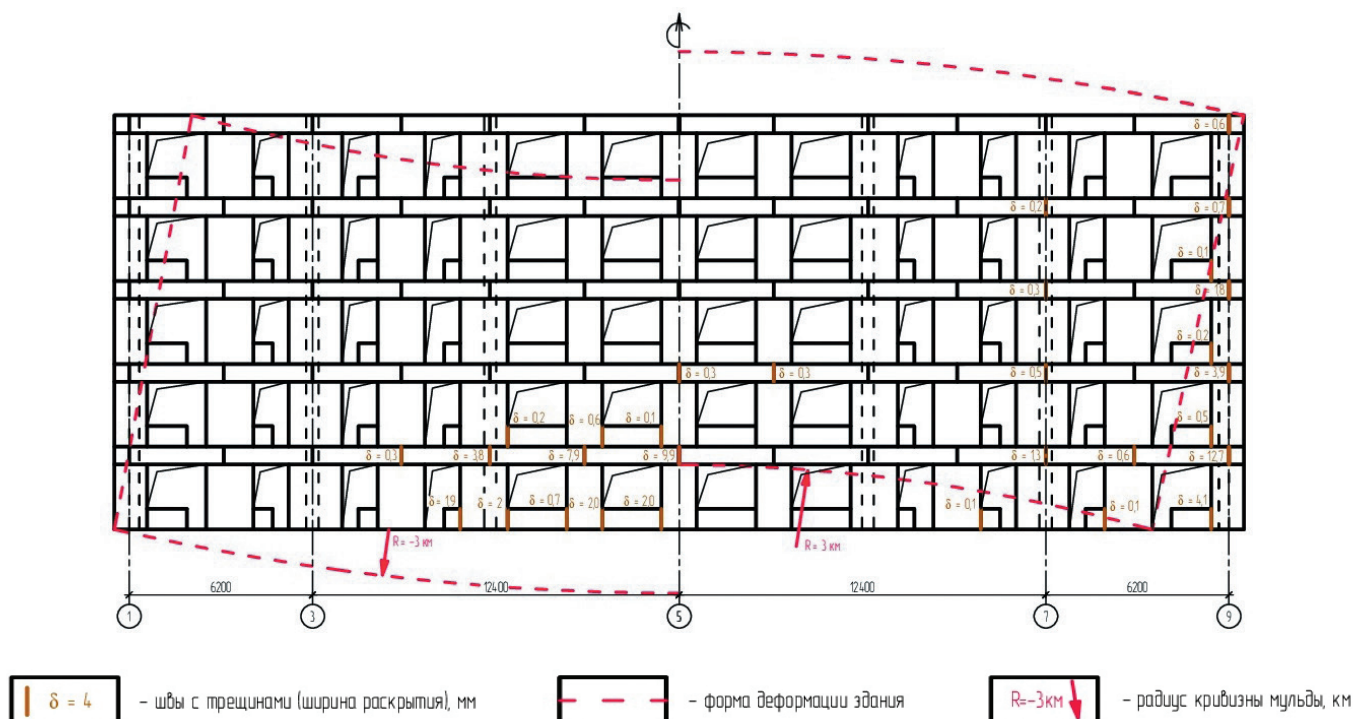 δ = 0,6
δ = 0,2
δ = 0,7
δ = 0,1
δ = 0,3
δ = 1,8
δ = 0,2
δ = 0,3
δ = 0,3
δ = 0,5
δ = 3,9
δ = 0,2
δ = 0,6
δ = 0,1
δ = 0,5
δ = 0,3
δ = 3,8
δ = 7,9
δ = 9,9
δ = 0,6
δ = 12,7
δ = 2
δ = 0,7
δ = 2,0
δ = 2,0
δ = 0,1
δ = 0,1
δ = 4,1
R= -3 км
R= 3 км
6200
12400
12400
6200
1
3
5
7
9
δ = 4
– швы с трещинами (ширина раскрытия), мм
– форма деформации здания
R=-3км
– радиус кривизны мульды, км